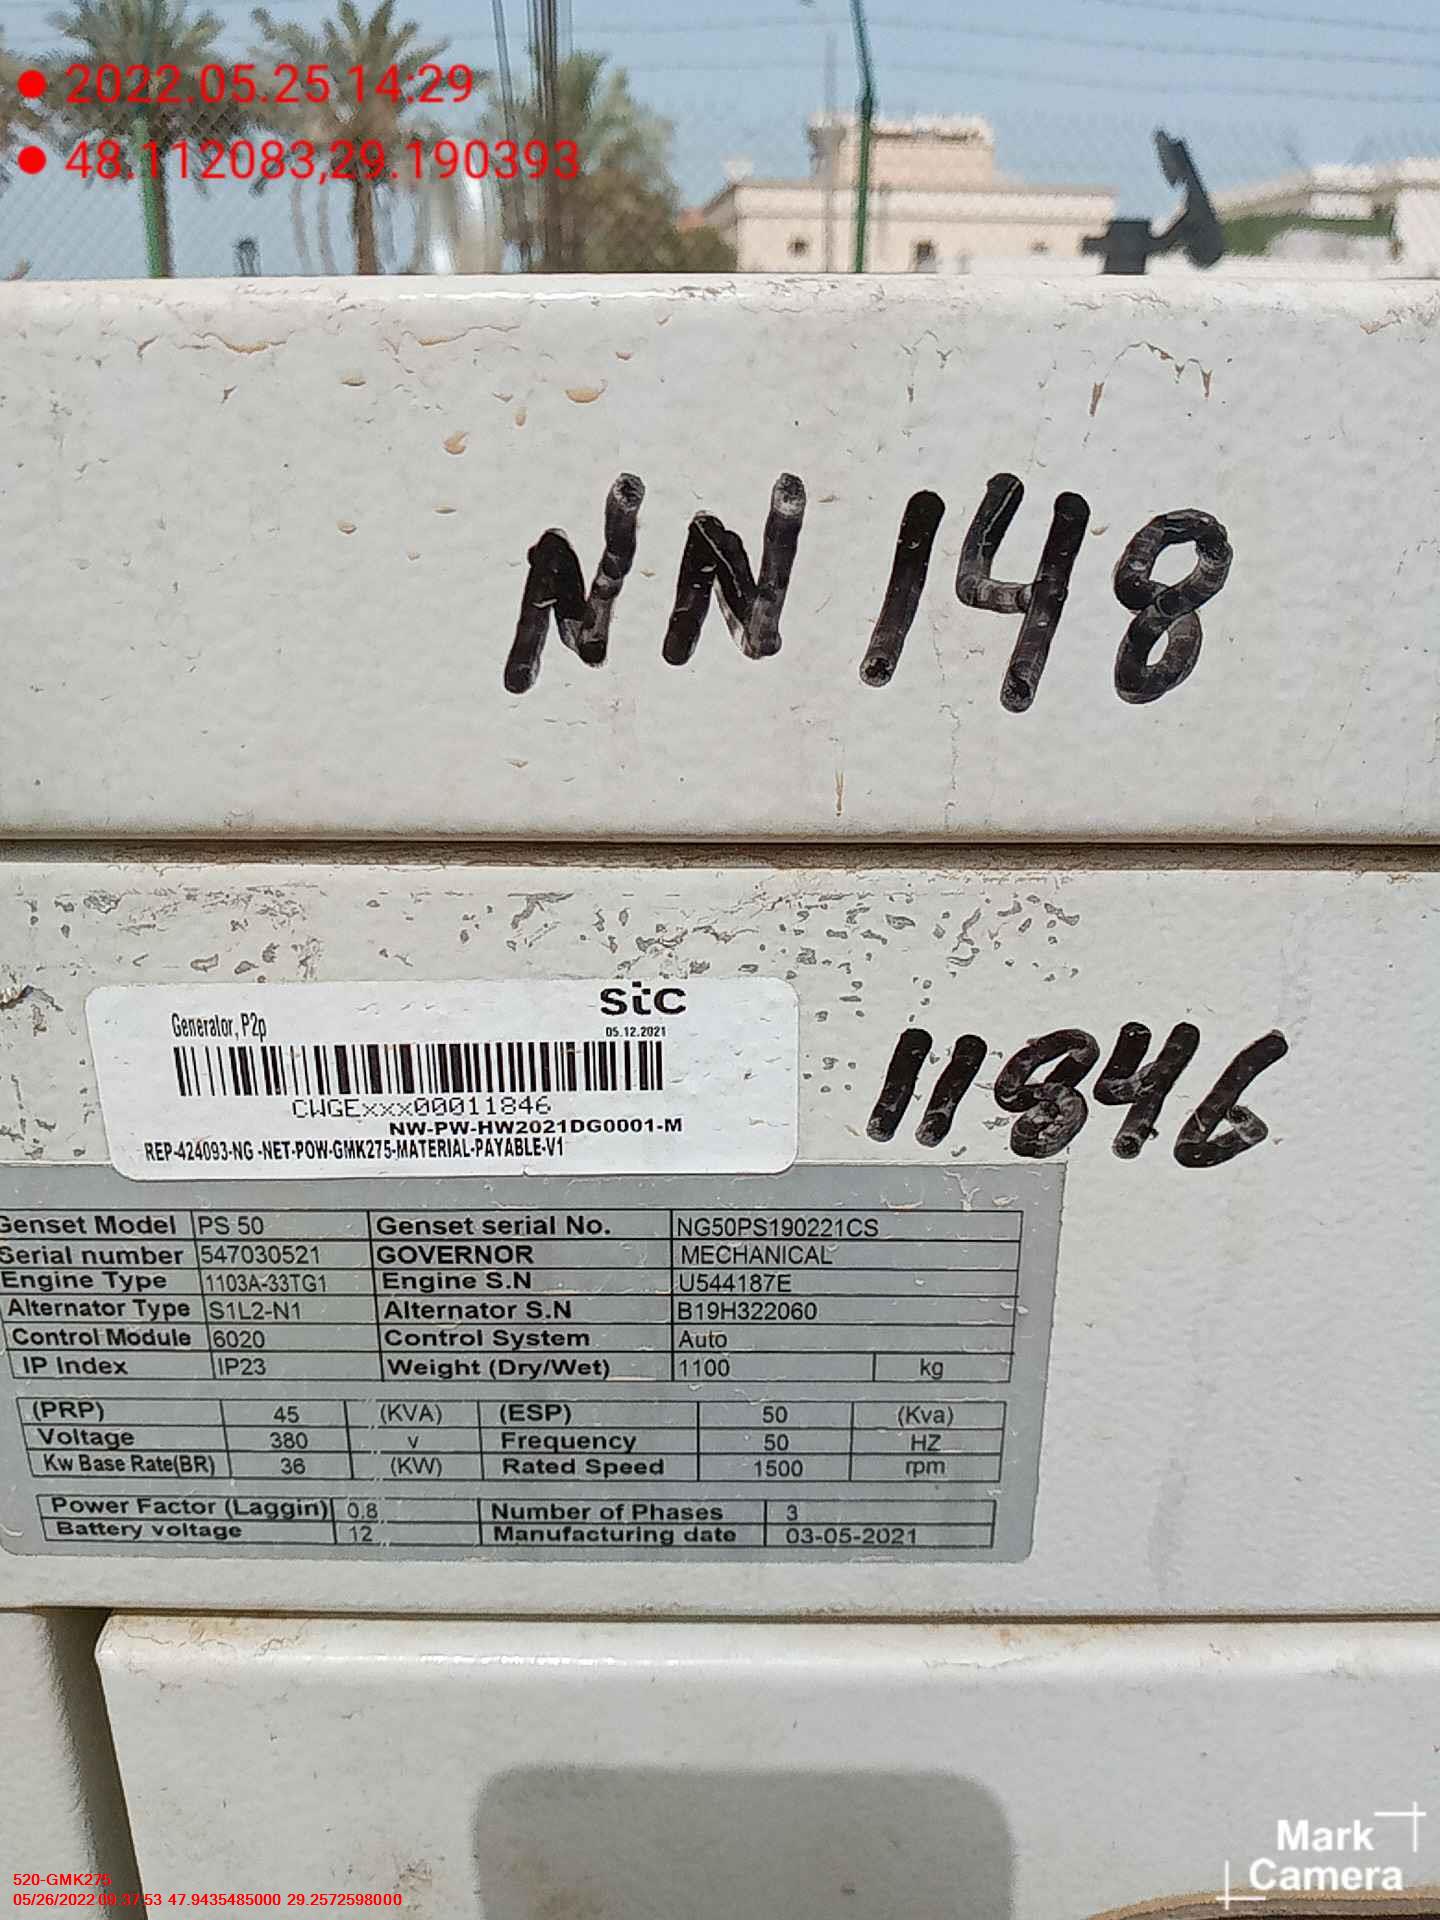 2022.05.25 14:29
48.112083,29.190393
NN 148
stc
Generator, P2p
05.12.2021
CWGExxx00011846
NW-PW-HW2021DG0001-M
REP-424093-NG -NET-POW-GMK275-MATERIAL-PAYABLE-V1
11846
Genset Model PS 50 Genset serial No. NG50PS190221CS
Serial number 547030521 GOVERNOR MECHANICAL
Engine Type 1103A-33TG1 Engine S.N U544187E
Alternator Type S1L2-N1 Alternator S.N B19H322060
Control Module 6020 Control System Auto
IP Index IP23 Weight (Dry/Wet) 1100 kg
(PRP) 45 (KVA) (ESP) 50 (Kva)
Voltage 380 v Frequency 50 HZ
Kw Base Rate(BR) 36 (KW) Rated Speed 1500 rpm
Power Factor (Laggin) 0.8 Number of Phases 3
Battery voltage 12 Manufacturing date 03-05-2021
Mark
Camera
520-GMK275
05/26/2022 09:37:53 47.9435485000 29.2572598000